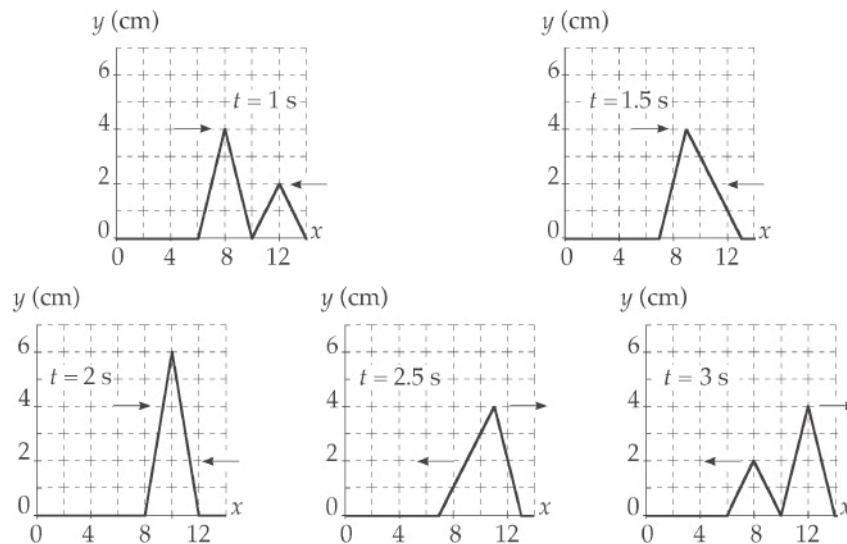 y (cm)
6
4
2
0
t = 1 s
0 4 8 12 x
y (cm)
6
4
2
0
t = 1.5 s
0 4 8 12 x
y (cm)
6
4
2
0
t = 2 s
0 4 8 12 x
y (cm)
6
4
2
0
t = 2.5 s
0 4 8 12 x
y (cm)
6
4
2
0
t = 3 s
0 4 8 12 x